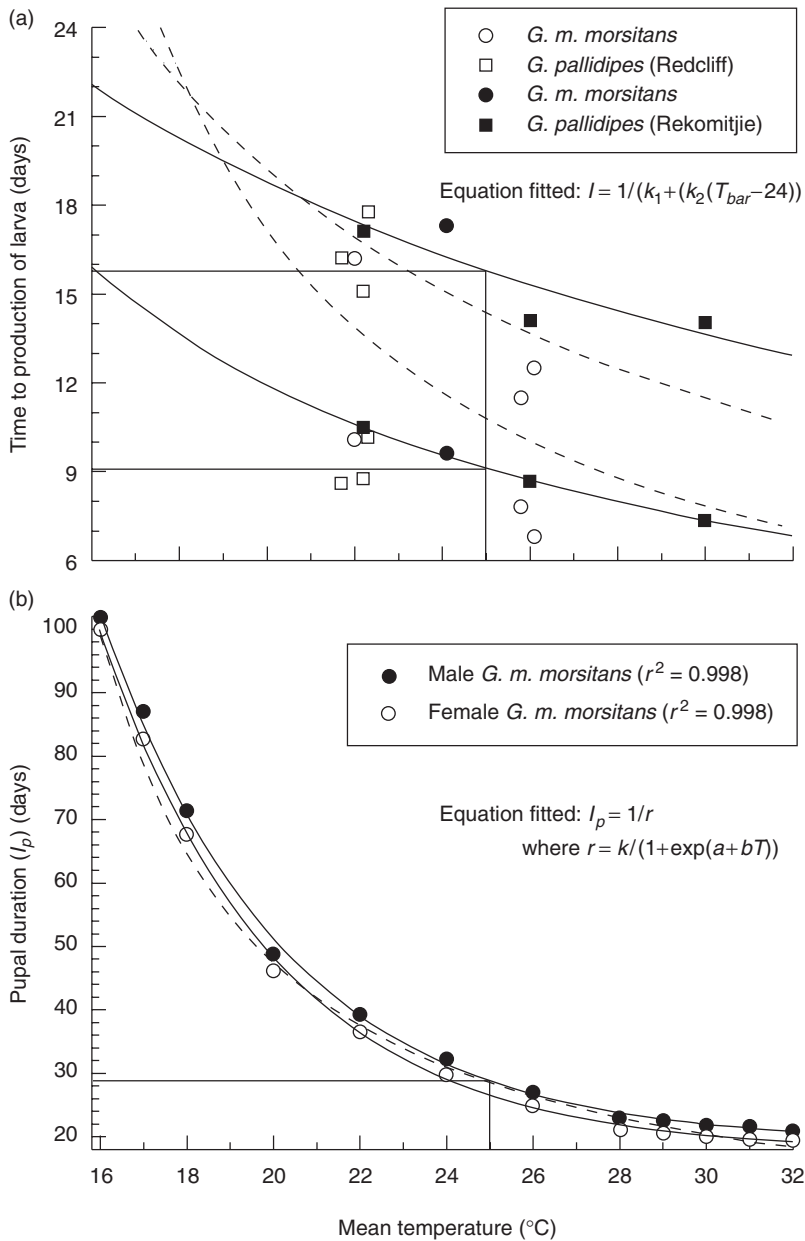 (a)
24
21
18
15
12
9
6
Time to production of larva (days)
G. m. morsitans
G. pallidipes (Redcliff)
G. m. morsitans
G. pallidipes (Rekomitjie)
Equation fitted: I = 1/(k1+(k2(Tbar−24))
(b)
100
90
80
70
60
50
40
30
20
Pupal duration (Ip) (days)
Male G. m. morsitans (r² = 0.998)
Female G. m. morsitans (r² = 0.998)
Equation fitted: Ip = 1/r
where r = k/(1+exp(a+bT))
16 18 20 22 24 26 28 30 32
Mean temperature (°C)